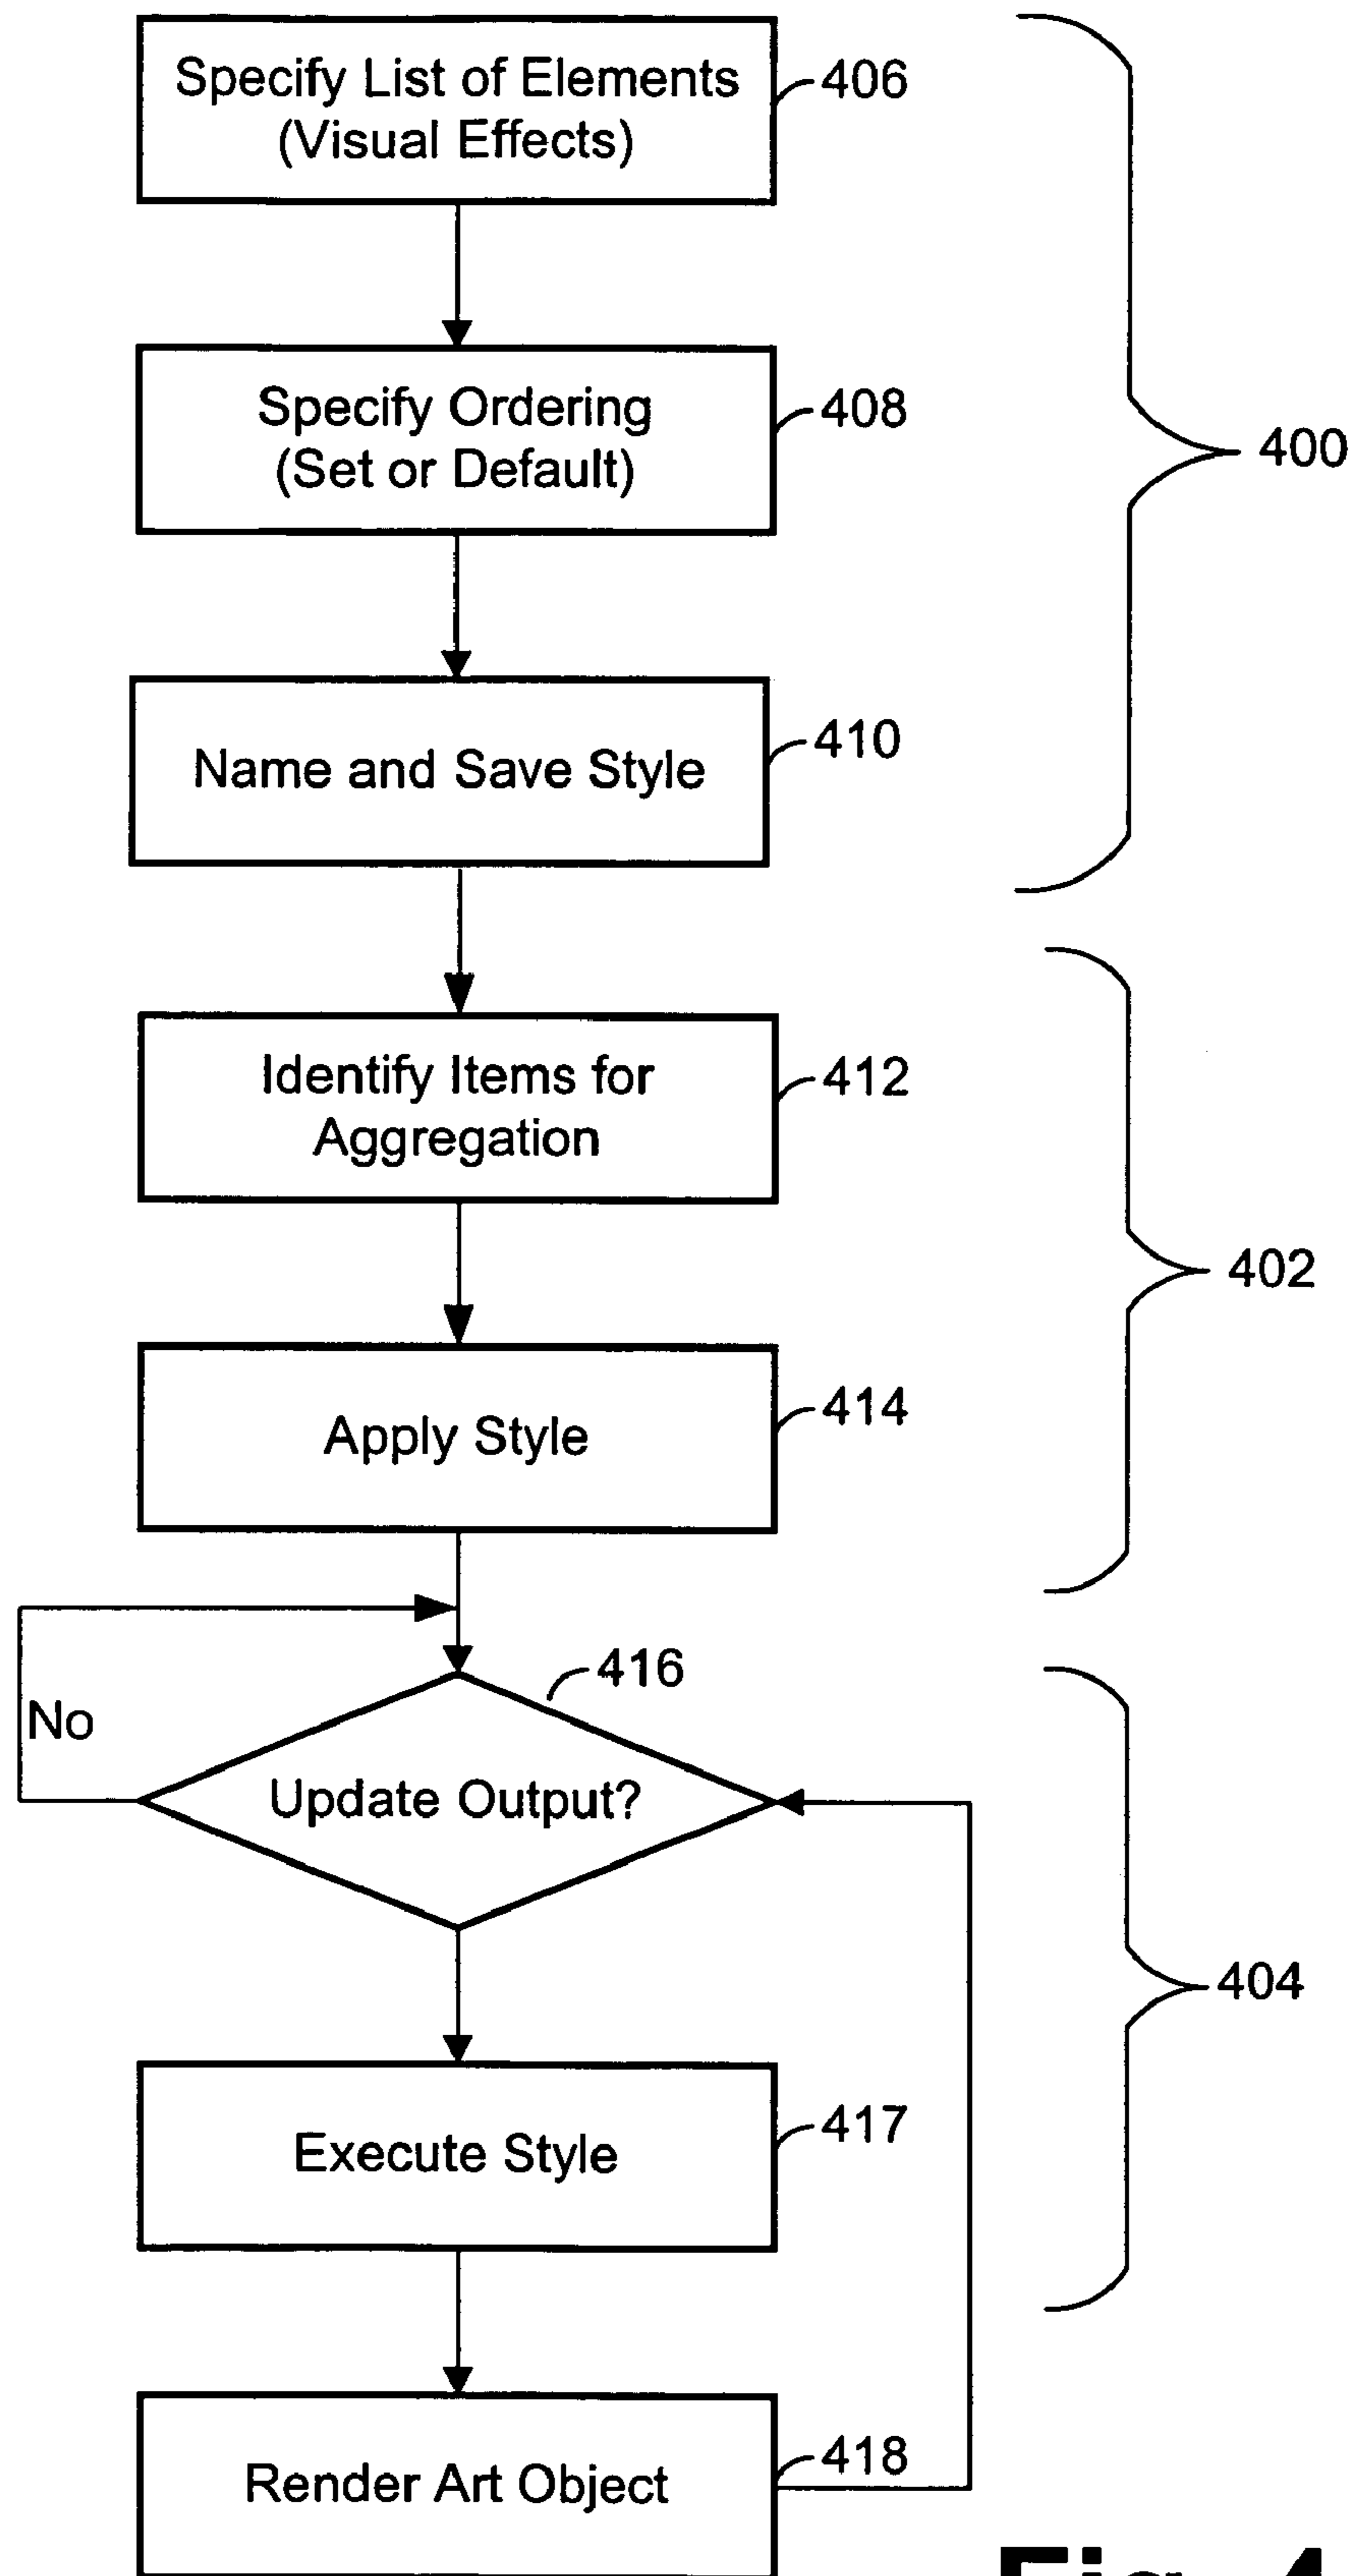 Specify List of Elements
(Visual Effects)
406
Specify Ordering
(Set or Default)
408
400
Name and Save Style
410
Identify Items for
Aggregation
412
402
Apply Style
414
416
No
Update Output?
404
Execute Style
417
Render Art Object
418
Fig. 4